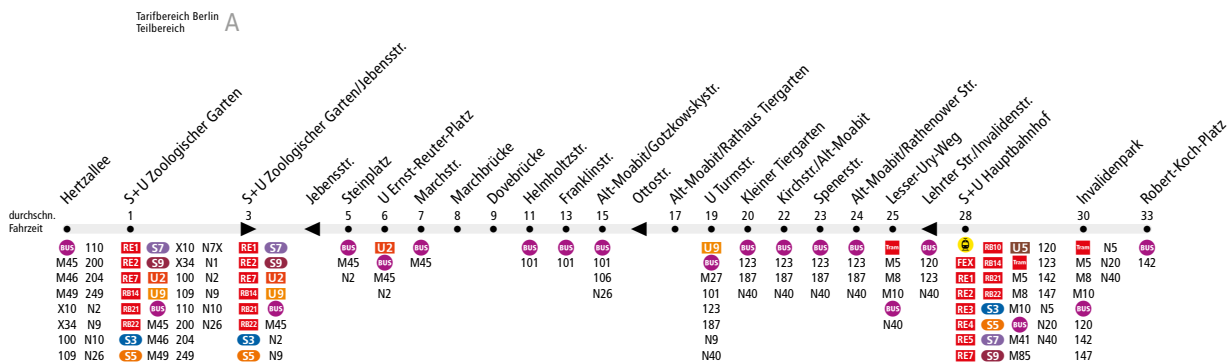 Tarifbereich Berlin
Teilbereich A
Hertzallee
S+U Zoologischer Garten
S+U Zoologischer Garten/Jebensstr.
Jebensstr.
Steinplatz
U Ernst-Reuter-Platz
Marchstr.
Marchbrücke
Dovebrücke
Helmholtzstr.
Franklinstr.
Alt-Moabit/Gotzkowskystr.
Ottostr.
Alt-Moabit/Rathaus Tiergarten
U Turmstr.
Kleiner Tiergarten
Kirchstr./Alt-Moabit
Spenerstr.
Alt-Moabit/Rathenower Str.
Lesser-Ury-Weg
Lehrter Str./Invalidenstr.
S+U Hauptbahnhof
Invalidenpark
Robert-Koch-Platz
durchschn. 1 3 5 6 7 8 9 11 13 15 17 19 20 22 23 24 25 28 30 33
Fahrzeit
BUS 110 RE1 S7 X10 N7X RE1 S7 BUS U2 BUS BUS BUS BUS U9 BUS BUS BUS BUS Tram BUS RB10 U5 120 Tram N5 BUS
M45 200 RE2 S9 X34 N1 RE2 S9 M45 BUS M45 101 101 101 BUS 123 123 123 123 M5 120 FEX RB14 Tram 123 M5 N20 142
M46 204 RE7 U2 100 N2 RE7 U2 N2 M45 106 M27 187 187 187 187 M8 123 RE1 RB21 M5 142 M8 N40
M49 249 RB14 U9 109 N9 RB14 U9 N2 N26 101 N40 N40 N40 N40 M10 N40 RE2 RB22 M8 147 M10
X10 N2 RB21 BUS 110 N10 RB21 BUS 123 BUS RE3 S3 M10 N5 BUS
X34 N9 RB22 M45 200 N26 RB22 M45 187 N40 RE4 S5 BUS N20 120
100 N10 S3 M46 204 S3 N2 N9 RE5 S7 M41 N40 142
109 N26 S5 M49 249 S5 N9 N40 RE7 S9 M85 147